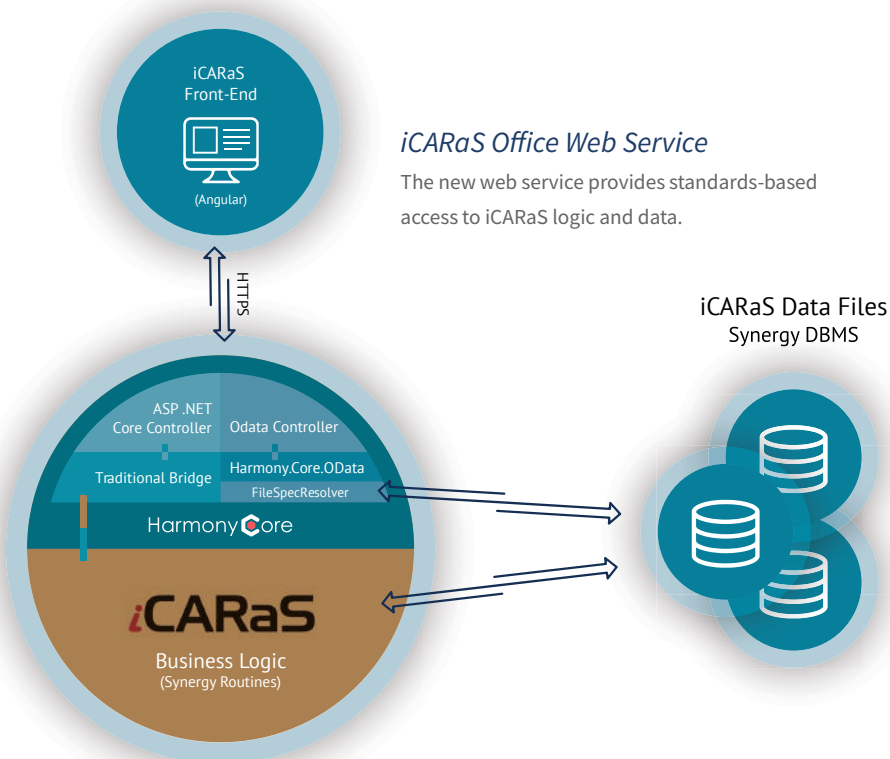 iCARaS
Front-End
(Angular)
iCARaS Office Web Service
The new web service provides standards-based
access to iCARaS logic and data.
HTTPS
iCARaS Data Files
Synergy DBMS
ASP .NET
Core Controller
Odata Controller
Traditional Bridge
Harmony.Core.OData
FileSpecResolver
HarmonyCore
iCARaS
Business Logic
(Synergy Routines)